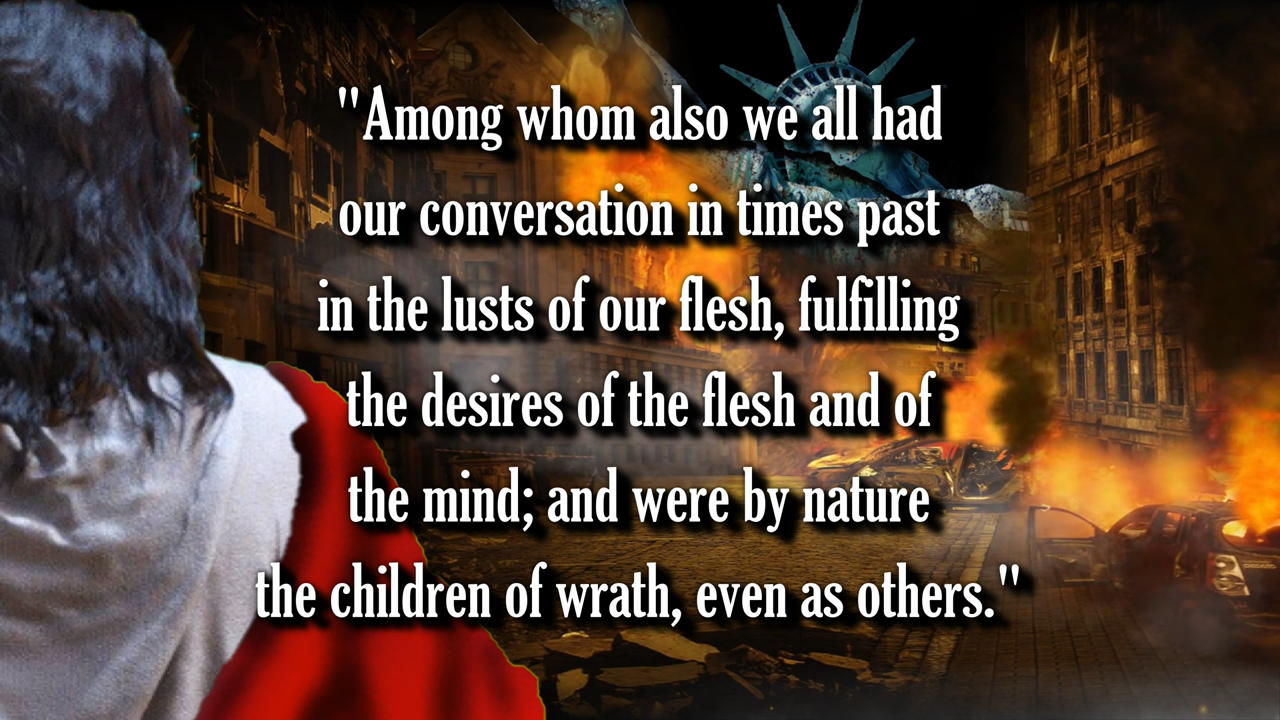 "Among whom also we all had
our conversation in times past
in the lusts of our flesh, fulfilling
the desires of the flesh and of
the mind; and were by nature
the children of wrath, even as others."